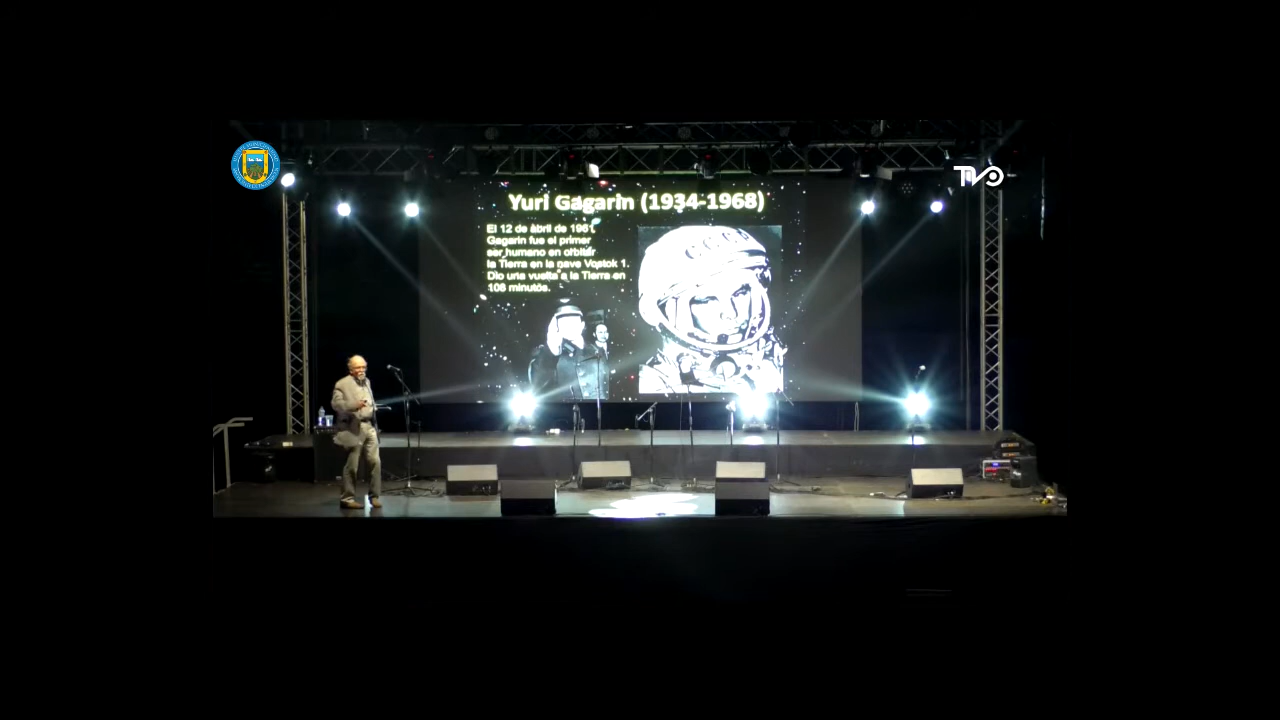 TVO
Yuri Gagarin (1934-1968)
El 12 de abril de 1961,
Gagarin fue el primer
ser humano en orbitar
la Tierra en la nave Vostok 1.
Dio una vuelta a la Tierra en
108 minutos.